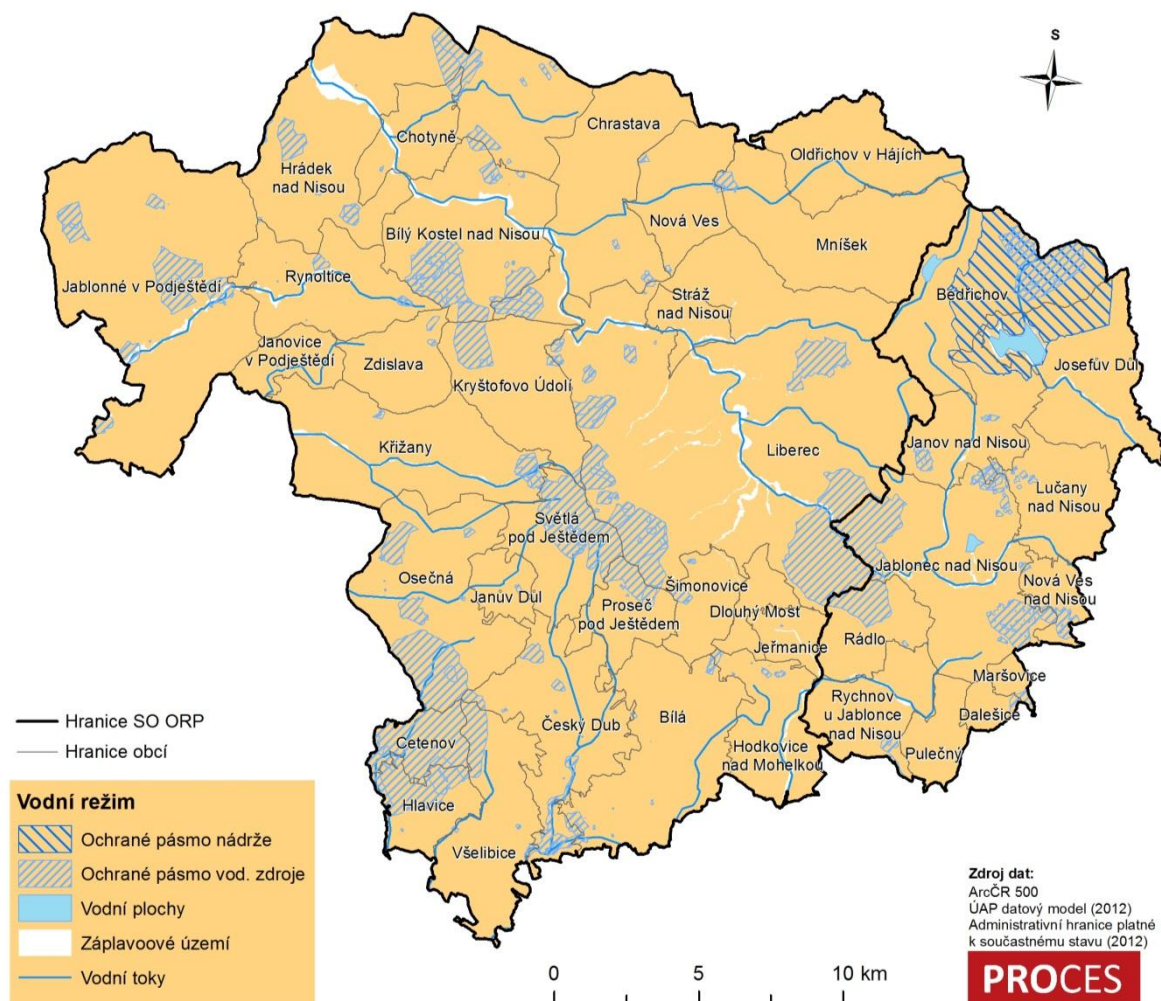 S
Chotyně
Chrastava
Oldřichov v Hájích
Hrádek
nad Nisou
Nová Ves
Bílý Kostel nad Nisou
Mníšek
Jablonné v Podještědí
Rynoltice
Stráž
nad Nisou
Bedřichov
Janovice
v Podještědí
Zdislava
Kryštofovo Údolí
Josefův Důl
Křižany
Liberec
Janov nad Nisou
Lučany
nad Nisou
Světlá
pod Ještědem
Osečná
Janův Důl
Šimonovice
Jablonec nad Nisou
Nová Ves
nad Nisou
Proseč
pod Ještědem
Dlouhý Most
Jeřmanice
Rádlo
Maršovice
Rychnov
u Jablonce
nad Nisou
Dalešice
Pulečný
Český Dub
Bílá
Hodkovice
nad Mohelkou
Cetenov
Hlavice
Všelibice
Hranice SO ORP
Hranice obcí
Vodní režim
Ochrané pásmo nádrže
Ochrané pásmo vod. zdroje
Vodní plochy
Záplavoové území
Vodní toky
0 5 10 km
Zdroj dat:
ArcČR 500
ÚAP datový model (2012)
Administrativní hranice platné
k součastnému stavu (2012)
PROCES